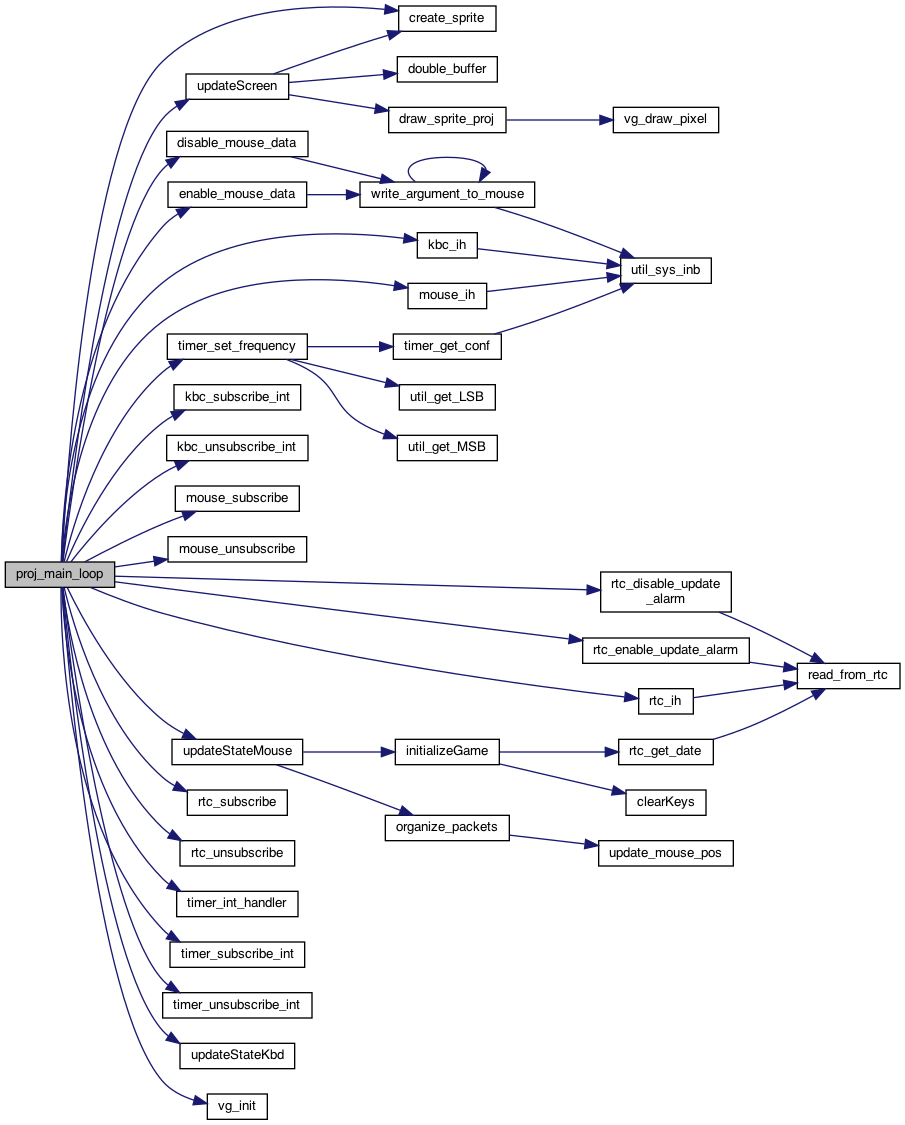 create_sprite
double_buffer
updateScreen
draw_sprite_proj
vg_draw_pixel
disable_mouse_data
enable_mouse_data
write_argument_to_mouse
kbc_ih
util_sys_inb
mouse_ih
timer_set_frequency
timer_get_conf
kbc_subscribe_int
util_get_LSB
kbc_unsubscribe_int
util_get_MSB
mouse_subscribe
mouse_unsubscribe
proj_main_loop
rtc_disable_update
_alarm
rtc_enable_update_alarm
read_from_rtc
rtc_ih
updateStateMouse
initializeGame
rtc_get_date
rtc_subscribe
clearKeys
organize_packets
rtc_unsubscribe
update_mouse_pos
timer_int_handler
timer_subscribe_int
timer_unsubscribe_int
updateStateKbd
vg_init